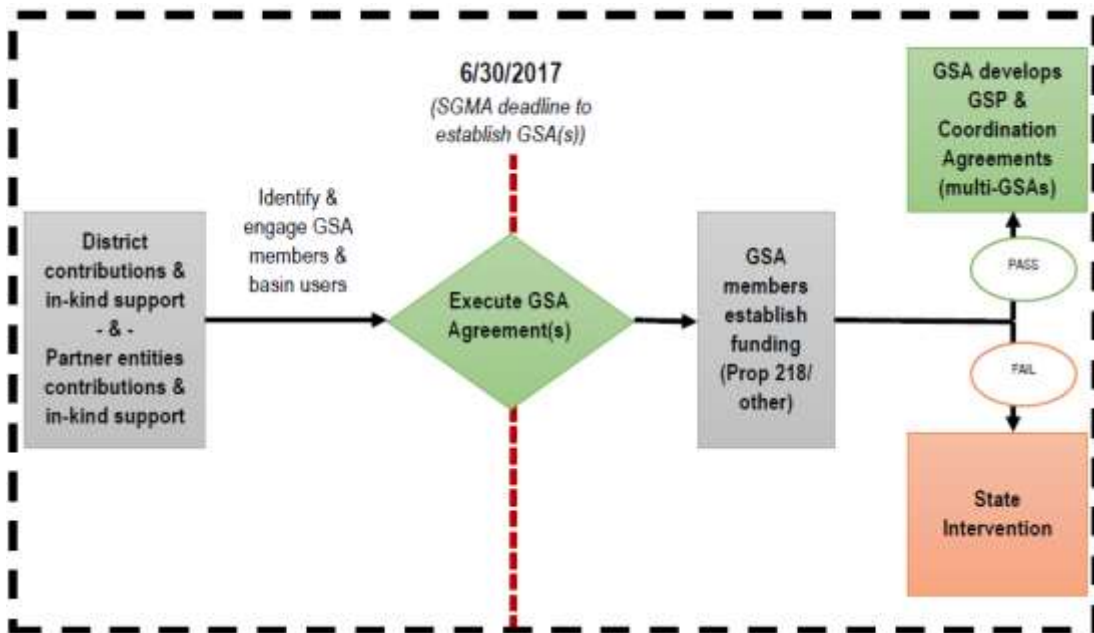 6/30/2017
(SGMA deadline to
establish GSA(s))
District
contributions &
in-kind support
- & -
Partner entities
contributions &
in-kind support
Identify &
engage GSA
members &
basin users
Execute GSA
Agreement(s)
GSA
members
establish
funding
(Prop 218/
other)
GSA develops
GSP &
Coordination
Agreements
(multi-GSAs)
PASS
FAIL
State
Intervention